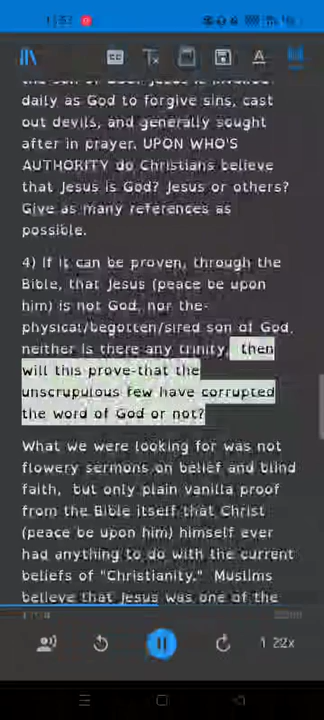 daily as God to forgive sins, cast
out devils, and generally sought
after in prayer. UPON WHO'S
AUTHORITY do Christians believe
that Jesus is God? Jesus or others?
Give as many references as
possible.
4) If it can be proven, through the
Bible, that Jesus (peace be upon
him) is not God, nor the-
physical/begotten/sired son of God,
neither is there any trinity, then
will this prove-that the
unscrupulous few have corrupted
the word of God or not?
What we were looking for was not
flowery sermons on belief and blind
faith, but only plain vanilla proof
from the Bible itself that Christ
(peace be upon him) himself ever
had anything to do with the current
beliefs of "Christianity." Muslims
believe that Jesus was one of the